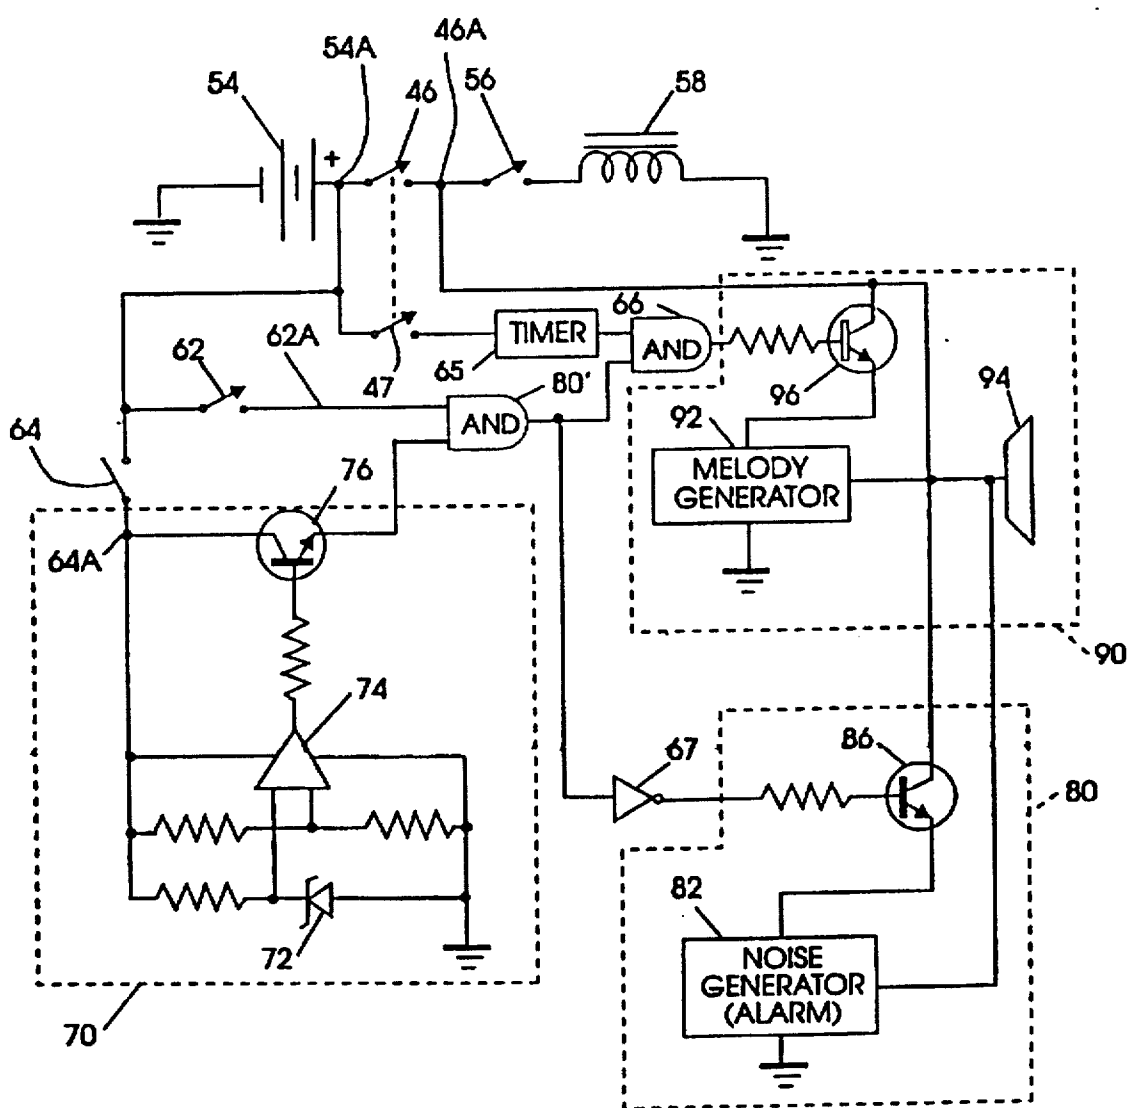 54A
46A
54
46
56
58
+
66
TIMER
AND
62
62A
65
47
80'
96
94
AND
92
64
76
MELODY
GENERATOR
64A
90
74
67
86
80
82
72
NOISE
GENERATOR
(ALARM)
70